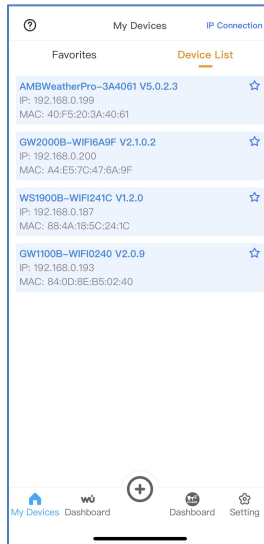 My Devices
IP Connection
Favorites
Device List
AMBWeatherPro-3A4061 V5.0.2.3
IP: 192.168.0.199
MAC: 40:F5:20:3A:40:61
GW2000B-WIFI6A9F V2.1.0.2
IP: 192.168.0.200
MAC: A4:E5:7C:47:6A:9F
WS1900B-WIFI241C V1.2.0
IP: 192.168.0.187
MAC: 88:4A:18:5C:24:1C
GW1100B-WIFI0240 V2.0.9
IP: 192.168.0.193
MAC: 84:0D:8E:B5:02:40
wu
My Devices
Dashboard
Dashboard
Setting